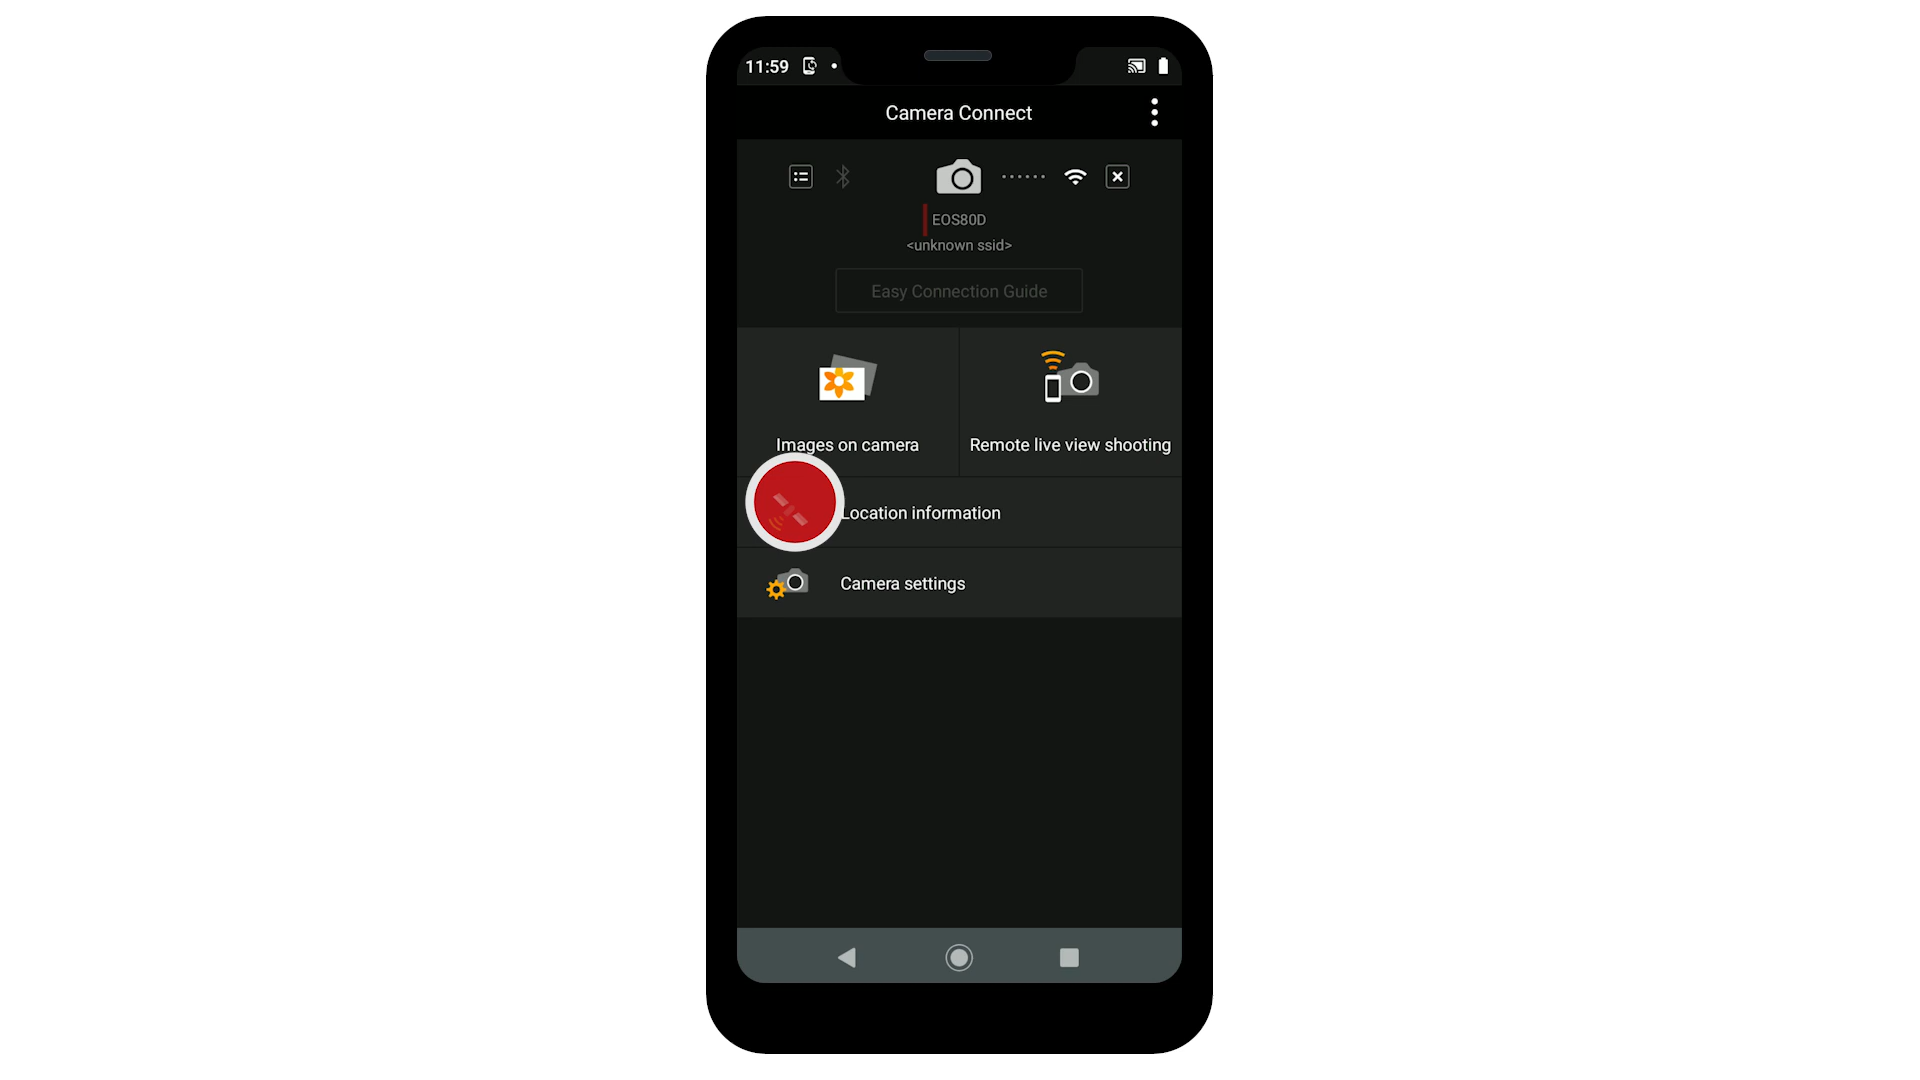 11:59
Camera Connect
EOS80D
<unknown ssid>
Easy Connection Guide
Images on camera
Remote live view shooting
Location information
Camera settings